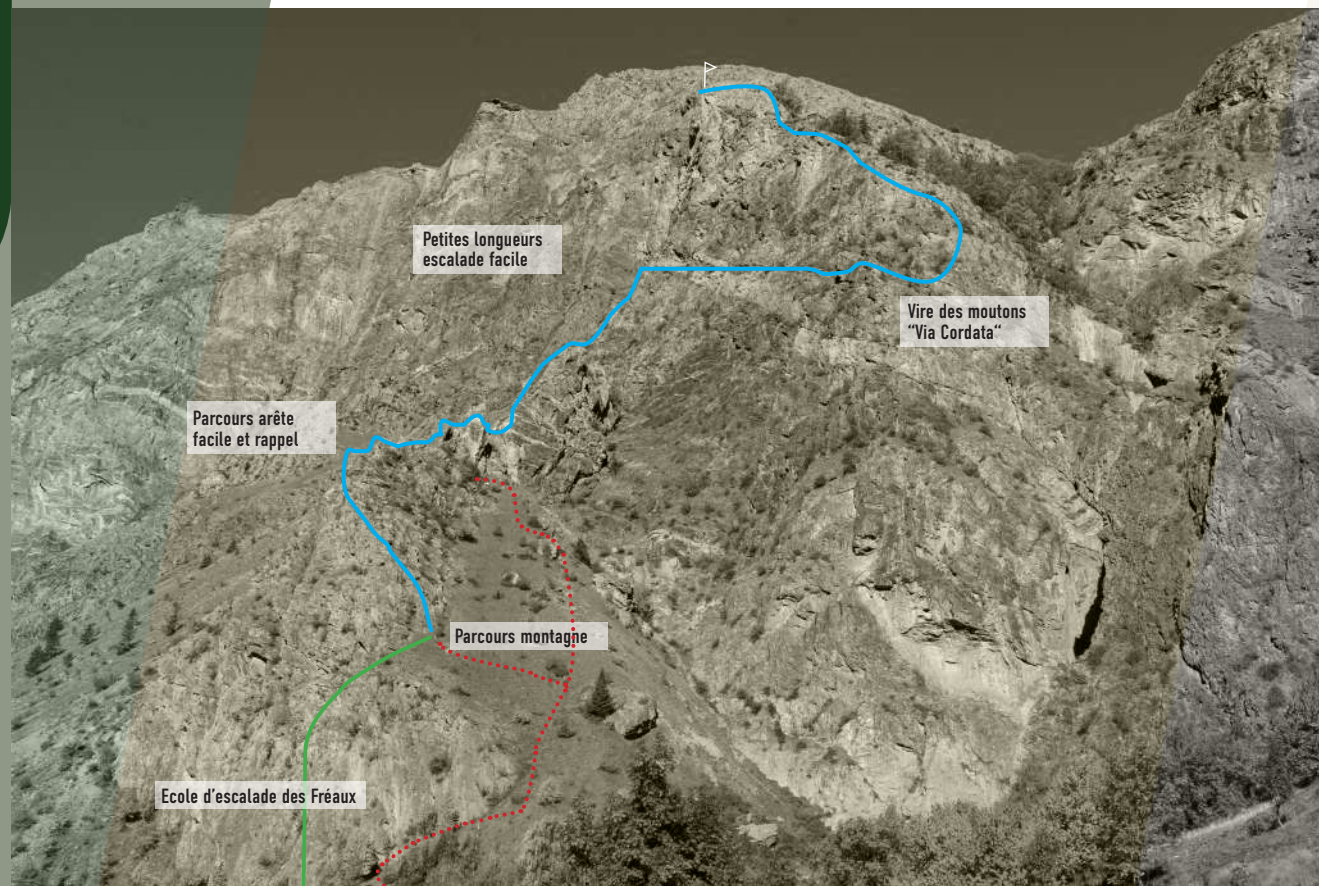 Petites longueurs
escalade facile
Vire des moutons
“Via Cordata“
Parcours arête
facile et rappel
Parcours montagne
Ecole d'escalade des Fréaux